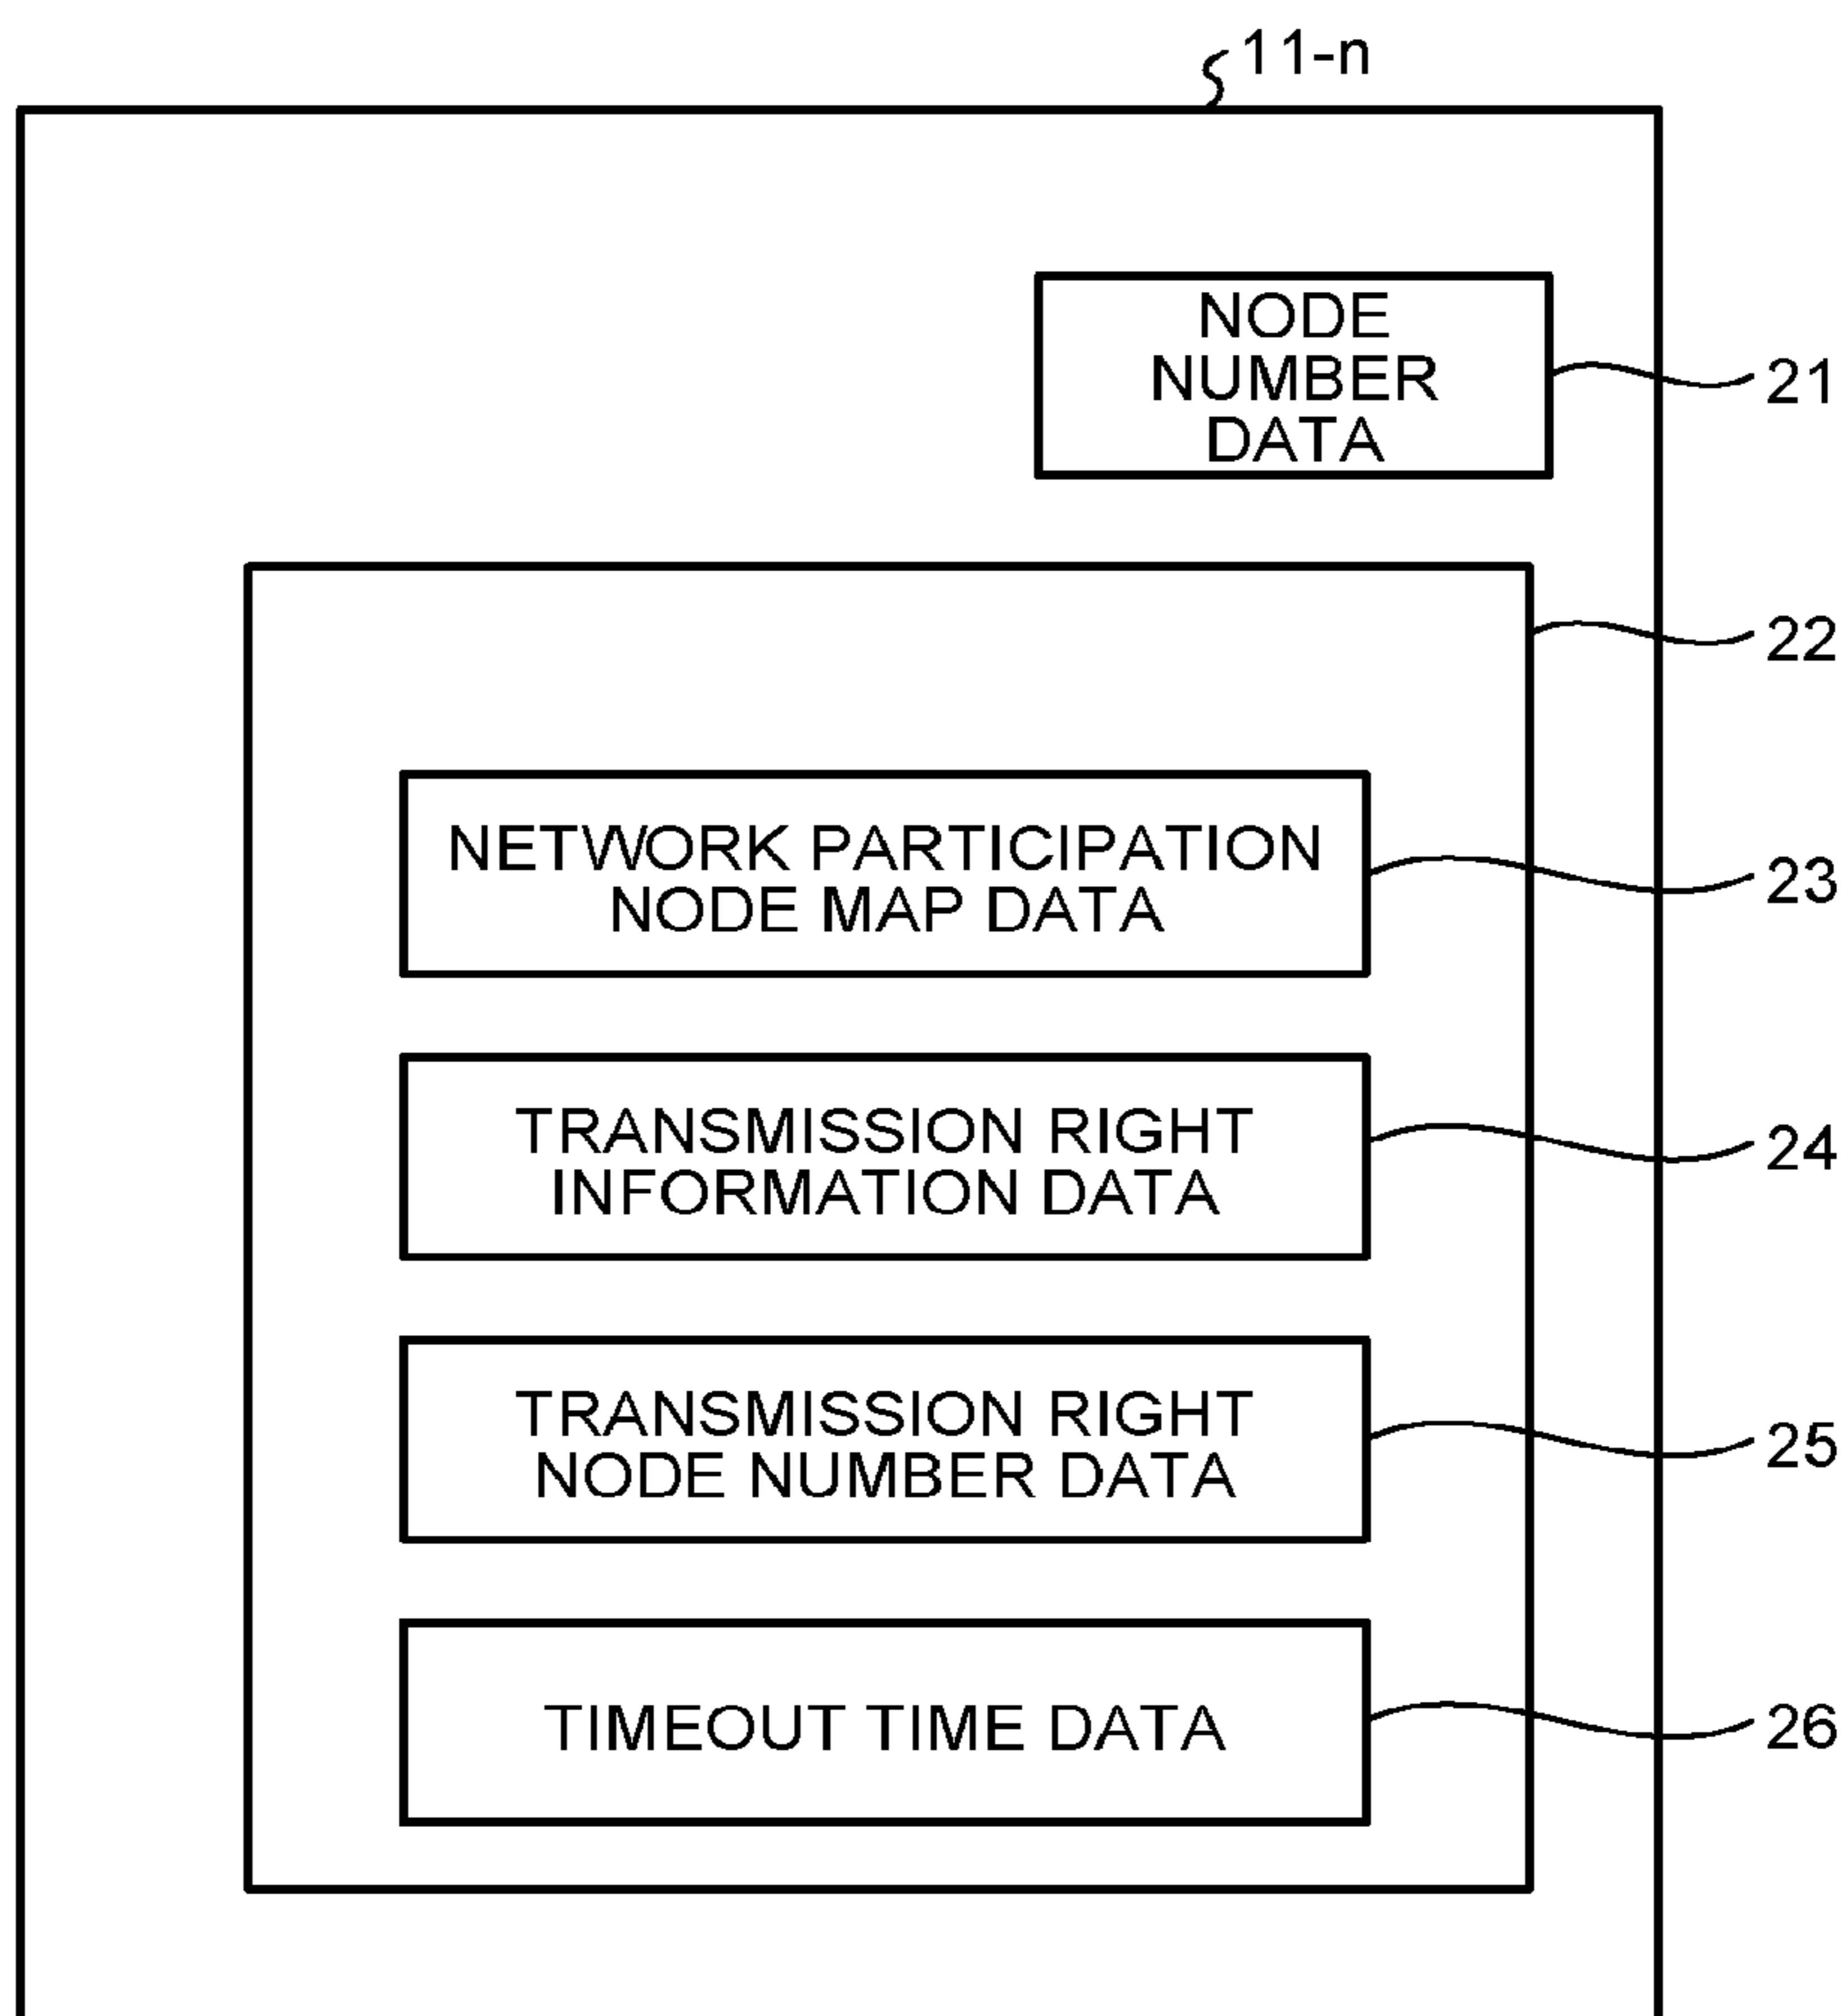 11-n
NODE
NUMBER
DATA
21
22
NETWORK PARTICIPATION
NODE MAP DATA
23
TRANSMISSION RIGHT
INFORMATION DATA
24
TRANSMISSION RIGHT
NODE NUMBER DATA
25
TIMEOUT TIME DATA
26